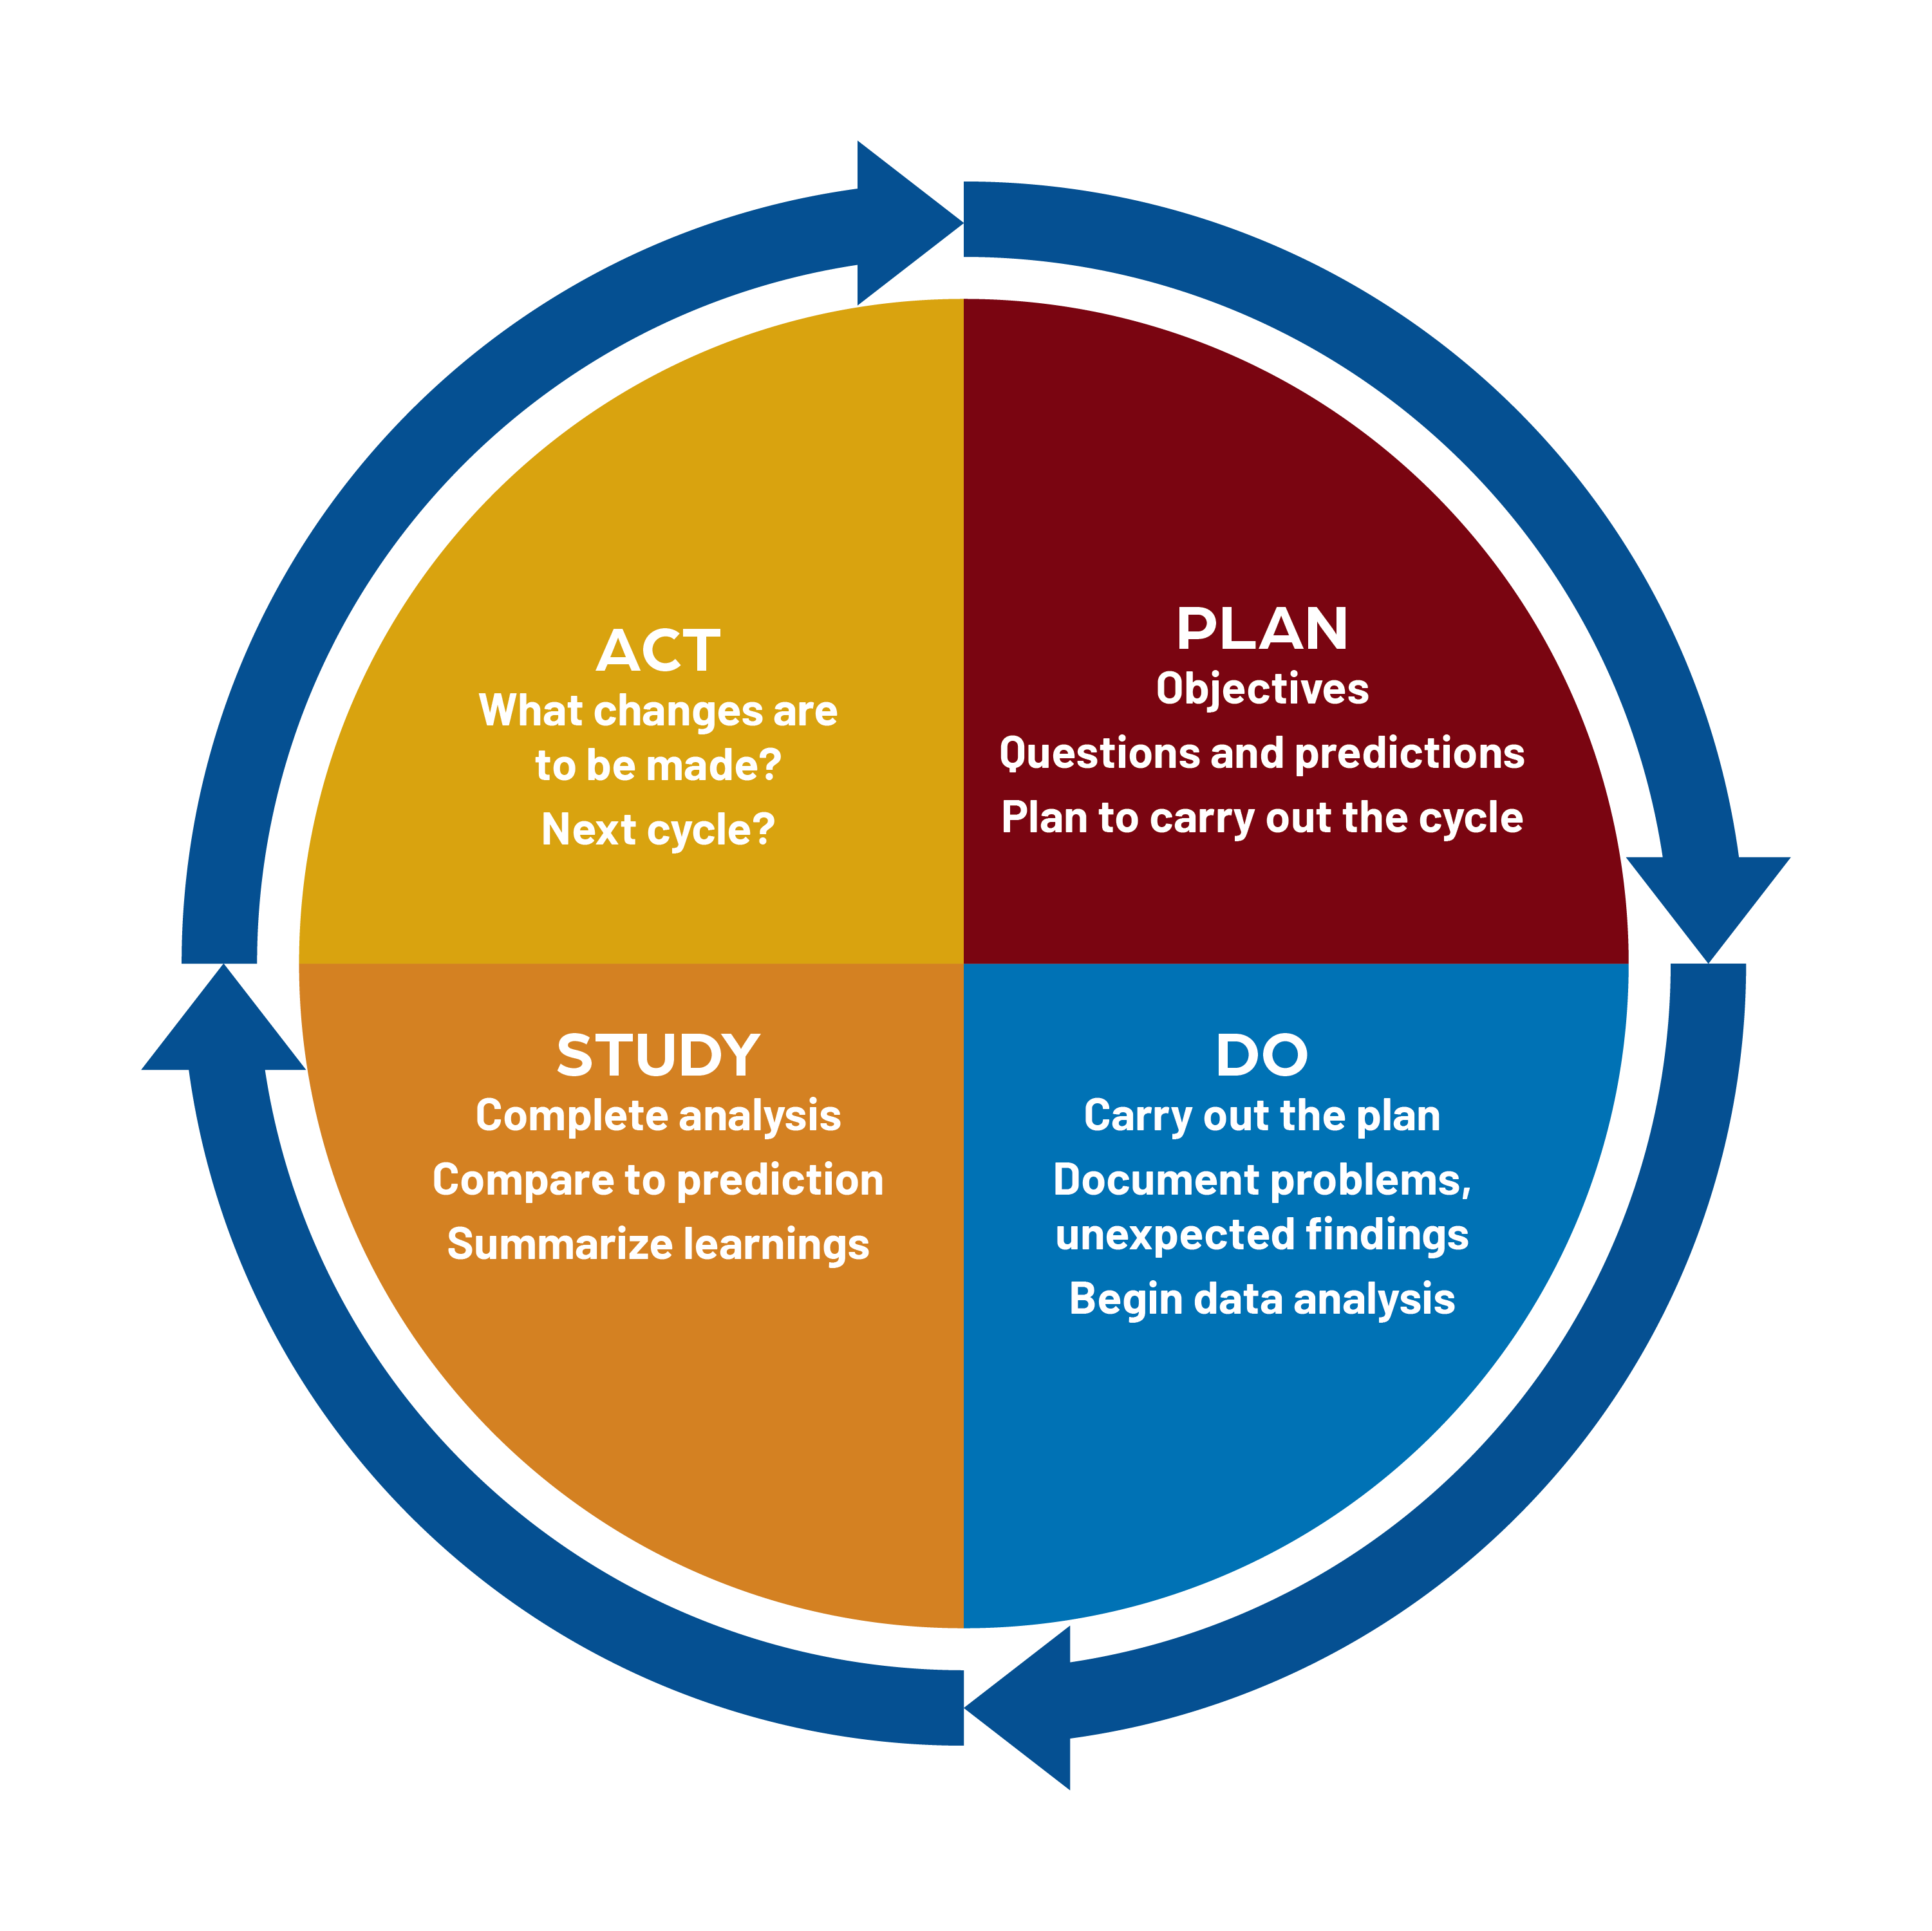 ACT
What changes are
to be made?
Next cycle?
PLAN
Objectives
Questions and predictions
Plan to carry out the cycle
STUDY
Complete analysis
Compare to prediction
Summarize learnings
DO
Carry out the plan
Document problems,
unexpected findings
Begin data analysis